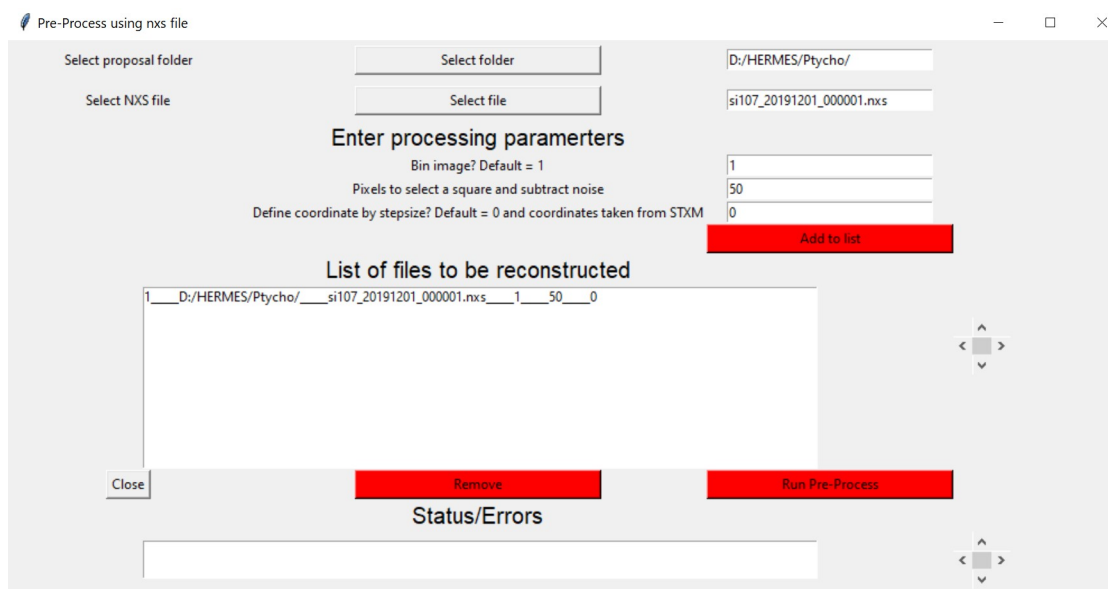 Pre-Process using nxs file
Select proposal folder Select folder D:/HERMES/Ptycho/
Select NXS file Select file si107_20191201_000001.nxs
Enter processing paramerters
Bin image? Default = 1 1
Pixels to select a square and subtract noise 50
Define coordinate by stepsize? Default = 0 and coordinates taken from STXM 0
Add to list
List of files to be reconstructed
1____D:/HERMES/Ptycho/____si107_20191201_000001.nxs____1____50____0
Close Remove Run Pre-Process
Status/Errors